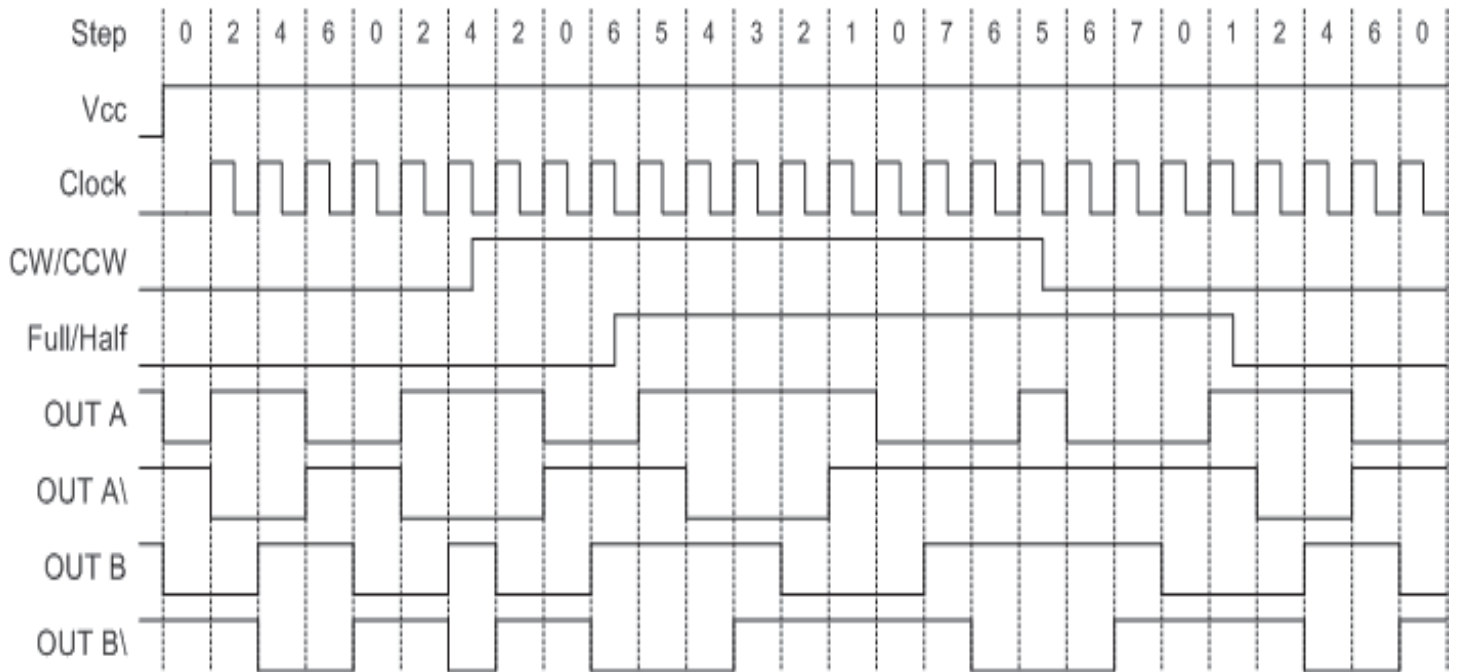 Step 0 2 4 6 0 2 4 2 0 6 5 4 3 2 1 0 7 6 5 6 7 0 1 2 4 6 0
Vcc
Clock
CW/CCW
Full/Half
OUT A
OUT A\
OUT B
OUT B\